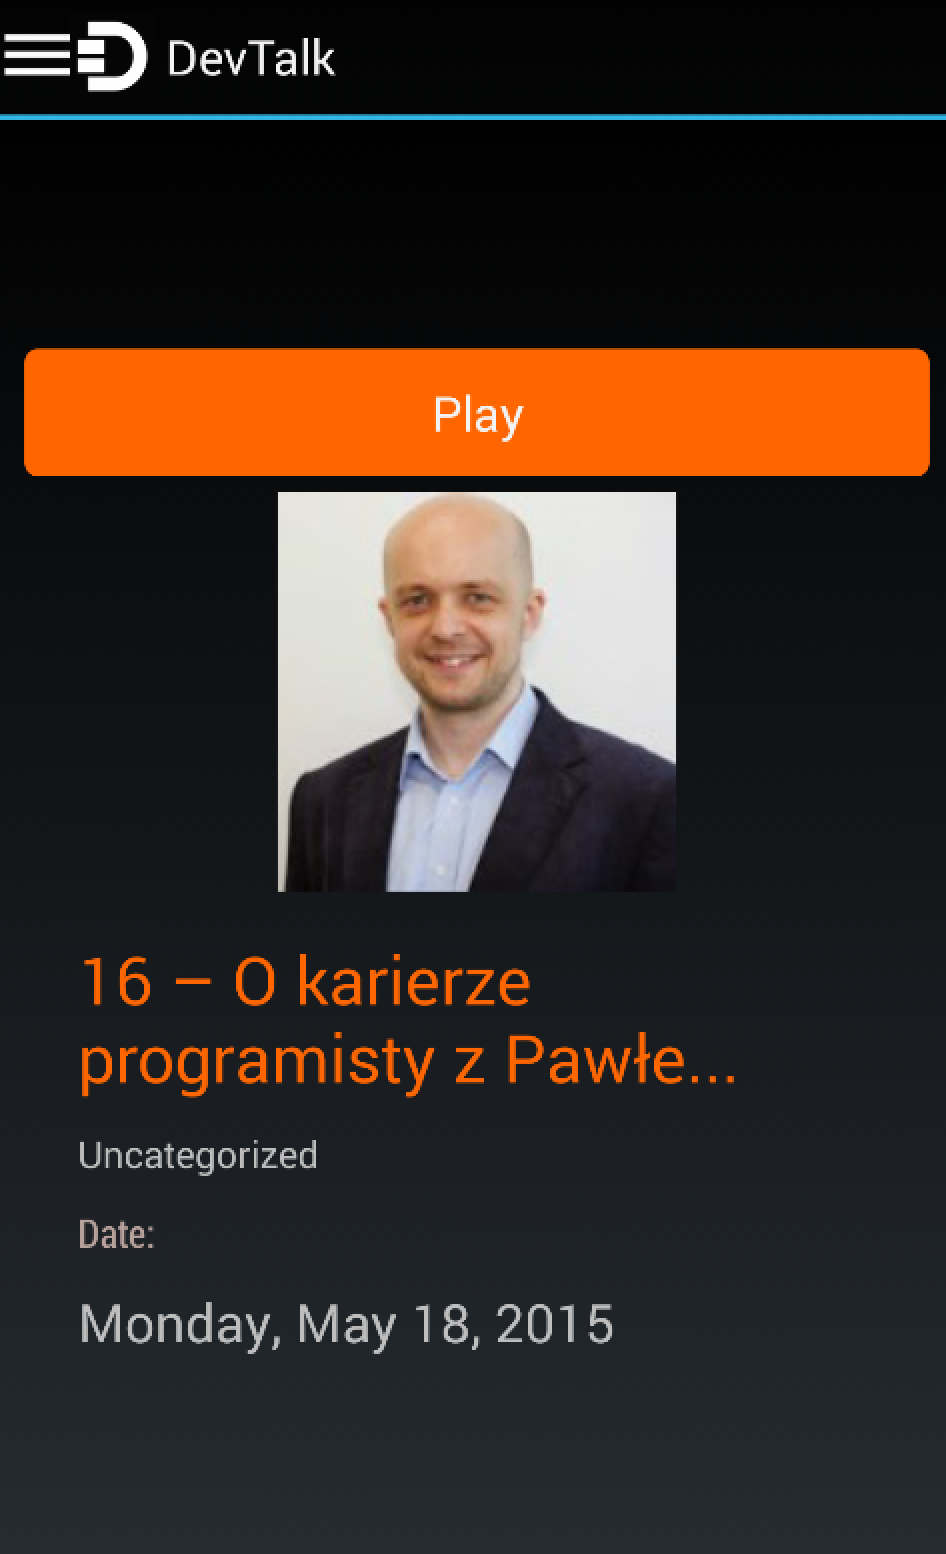 DevTalk
Play
16 – O karierze
programisty z Pawłe...
Uncategorized
Date:
Monday, May 18, 2015